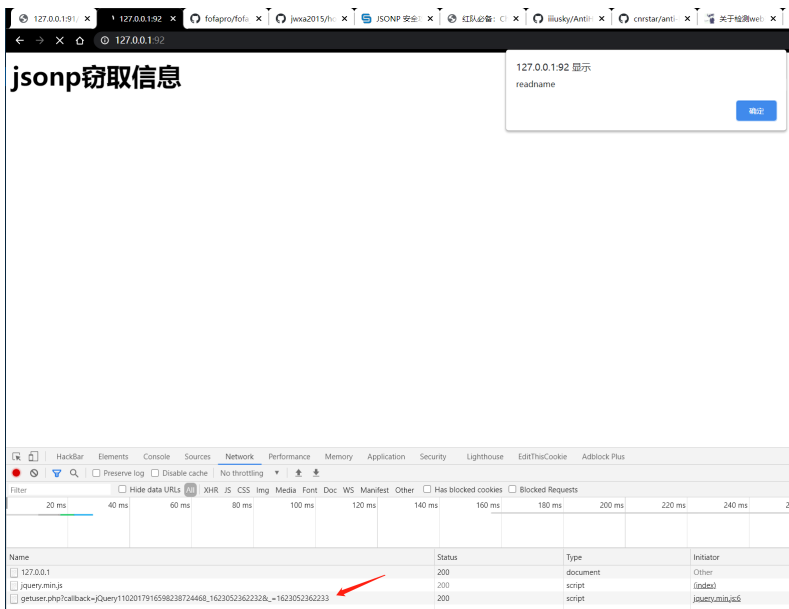 127.0.0.1:91/ 127.0.0.1:92 fofapro/fofa jwxa2015/ho JSONP 安全 红队必备：C iiiusky/AntiH cnrstar/anti- 关于检测web
127.0.0.1:92
jsonp窃取信息
127.0.0.1:92 显示
readname
确定
HackBar Elements Console Sources Network Performance Memory Application Security Lighthouse EditThisCookie Adblock Plus
Preserve log Disable cache No throttling
Filter Hide data URLs All XHR JS CSS Img Media Font Doc WS Manifest Other Has blocked cookies Blocked Requests
20 ms 40 ms 60 ms 80 ms 100 ms 120 ms 140 ms 160 ms 180 ms 200 ms 220 ms 240 ms 2
Name Status Type Initiator
127.0.0.1 200 document Other
jquery.min.js 200 script (index)
getuser.php?callback=jQuery1102017916598238724468_1623052362232&_=1623052362233 200 script jquery.min.js:6